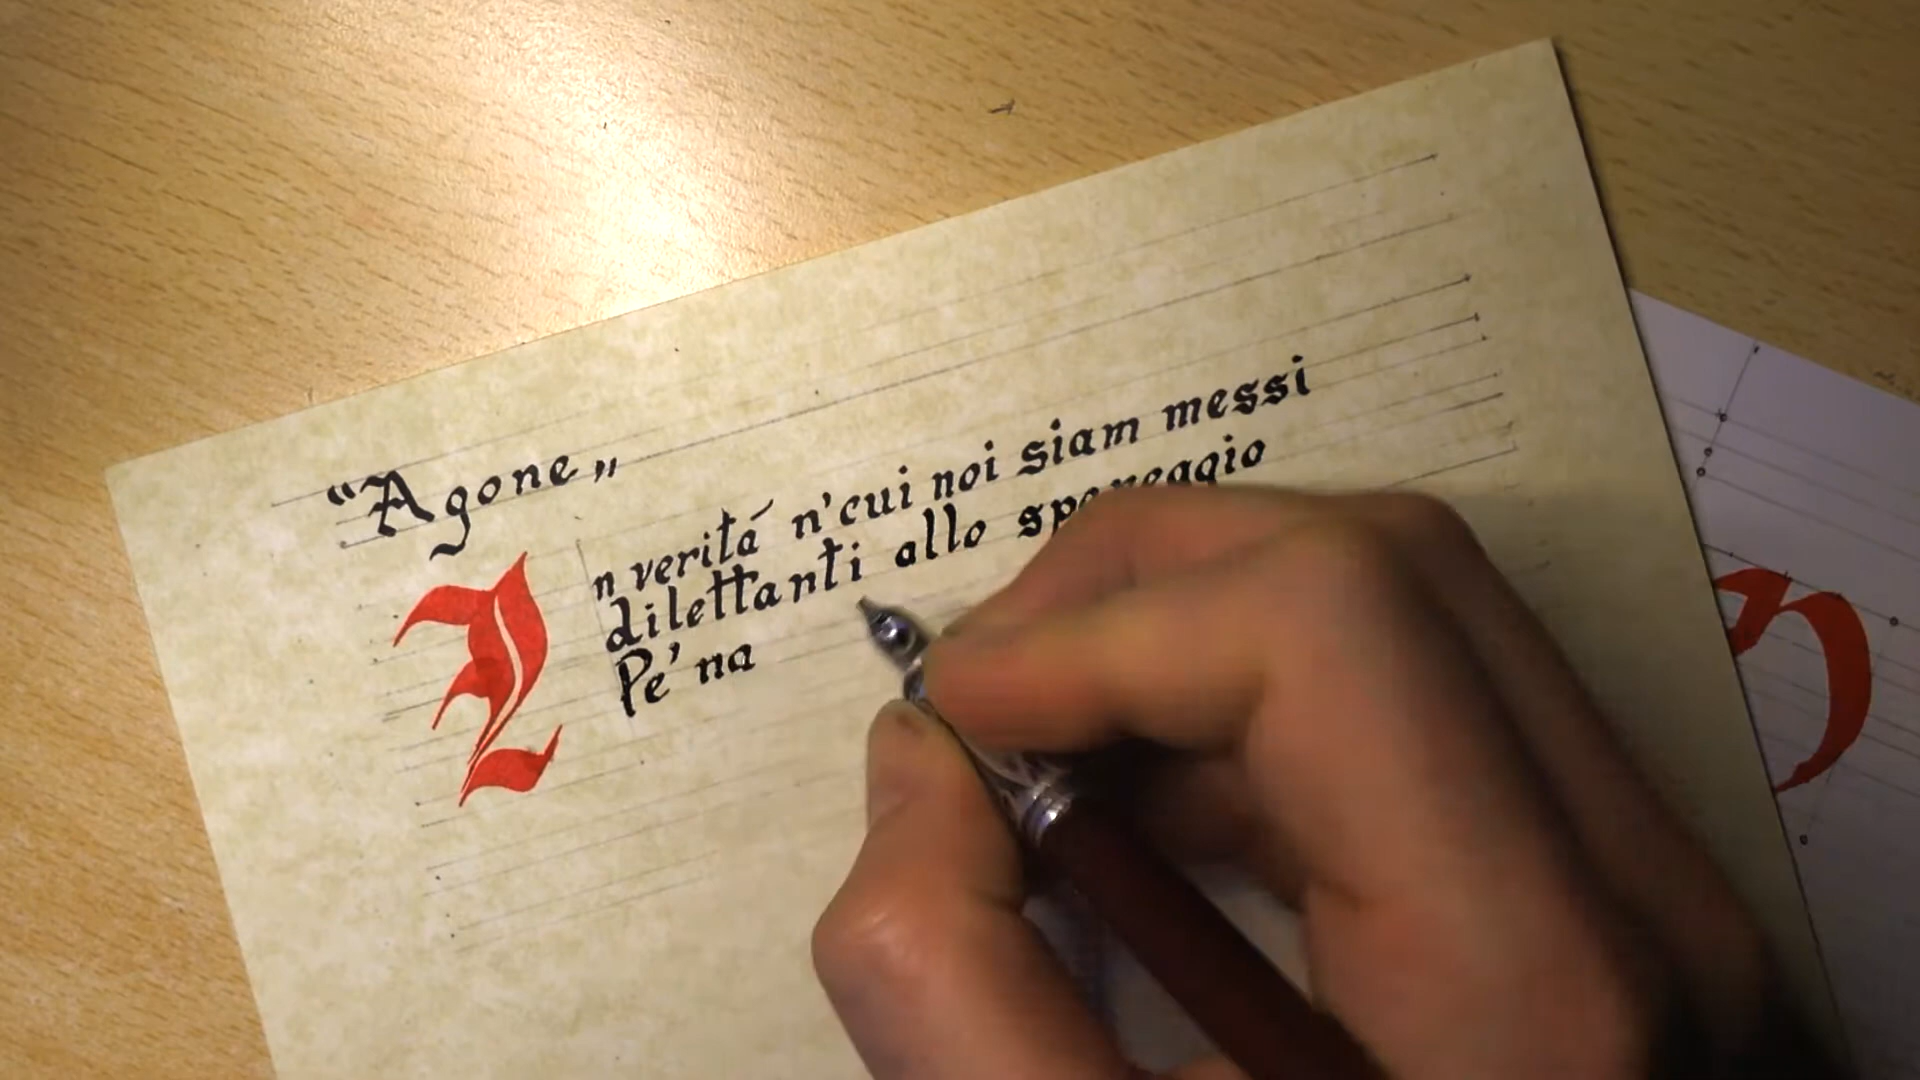 “Agone„
In veritá n'cui noi siam messi
dilettanti allo
Pe' na